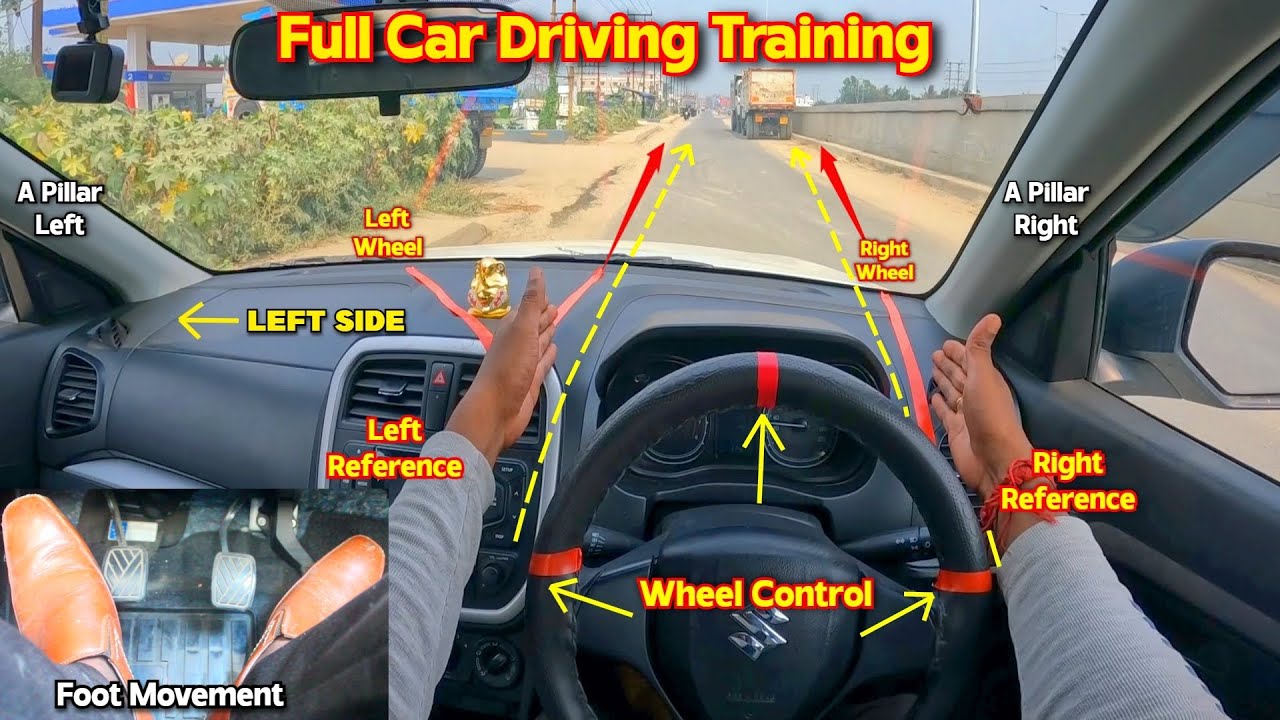 Full Car Driving Training
A Pillar
Left
A Pillar
Right
Left
Wheel
Right
Wheel
LEFT SIDE
Left
Reference
Right
Reference
Wheel Control
Foot Movement